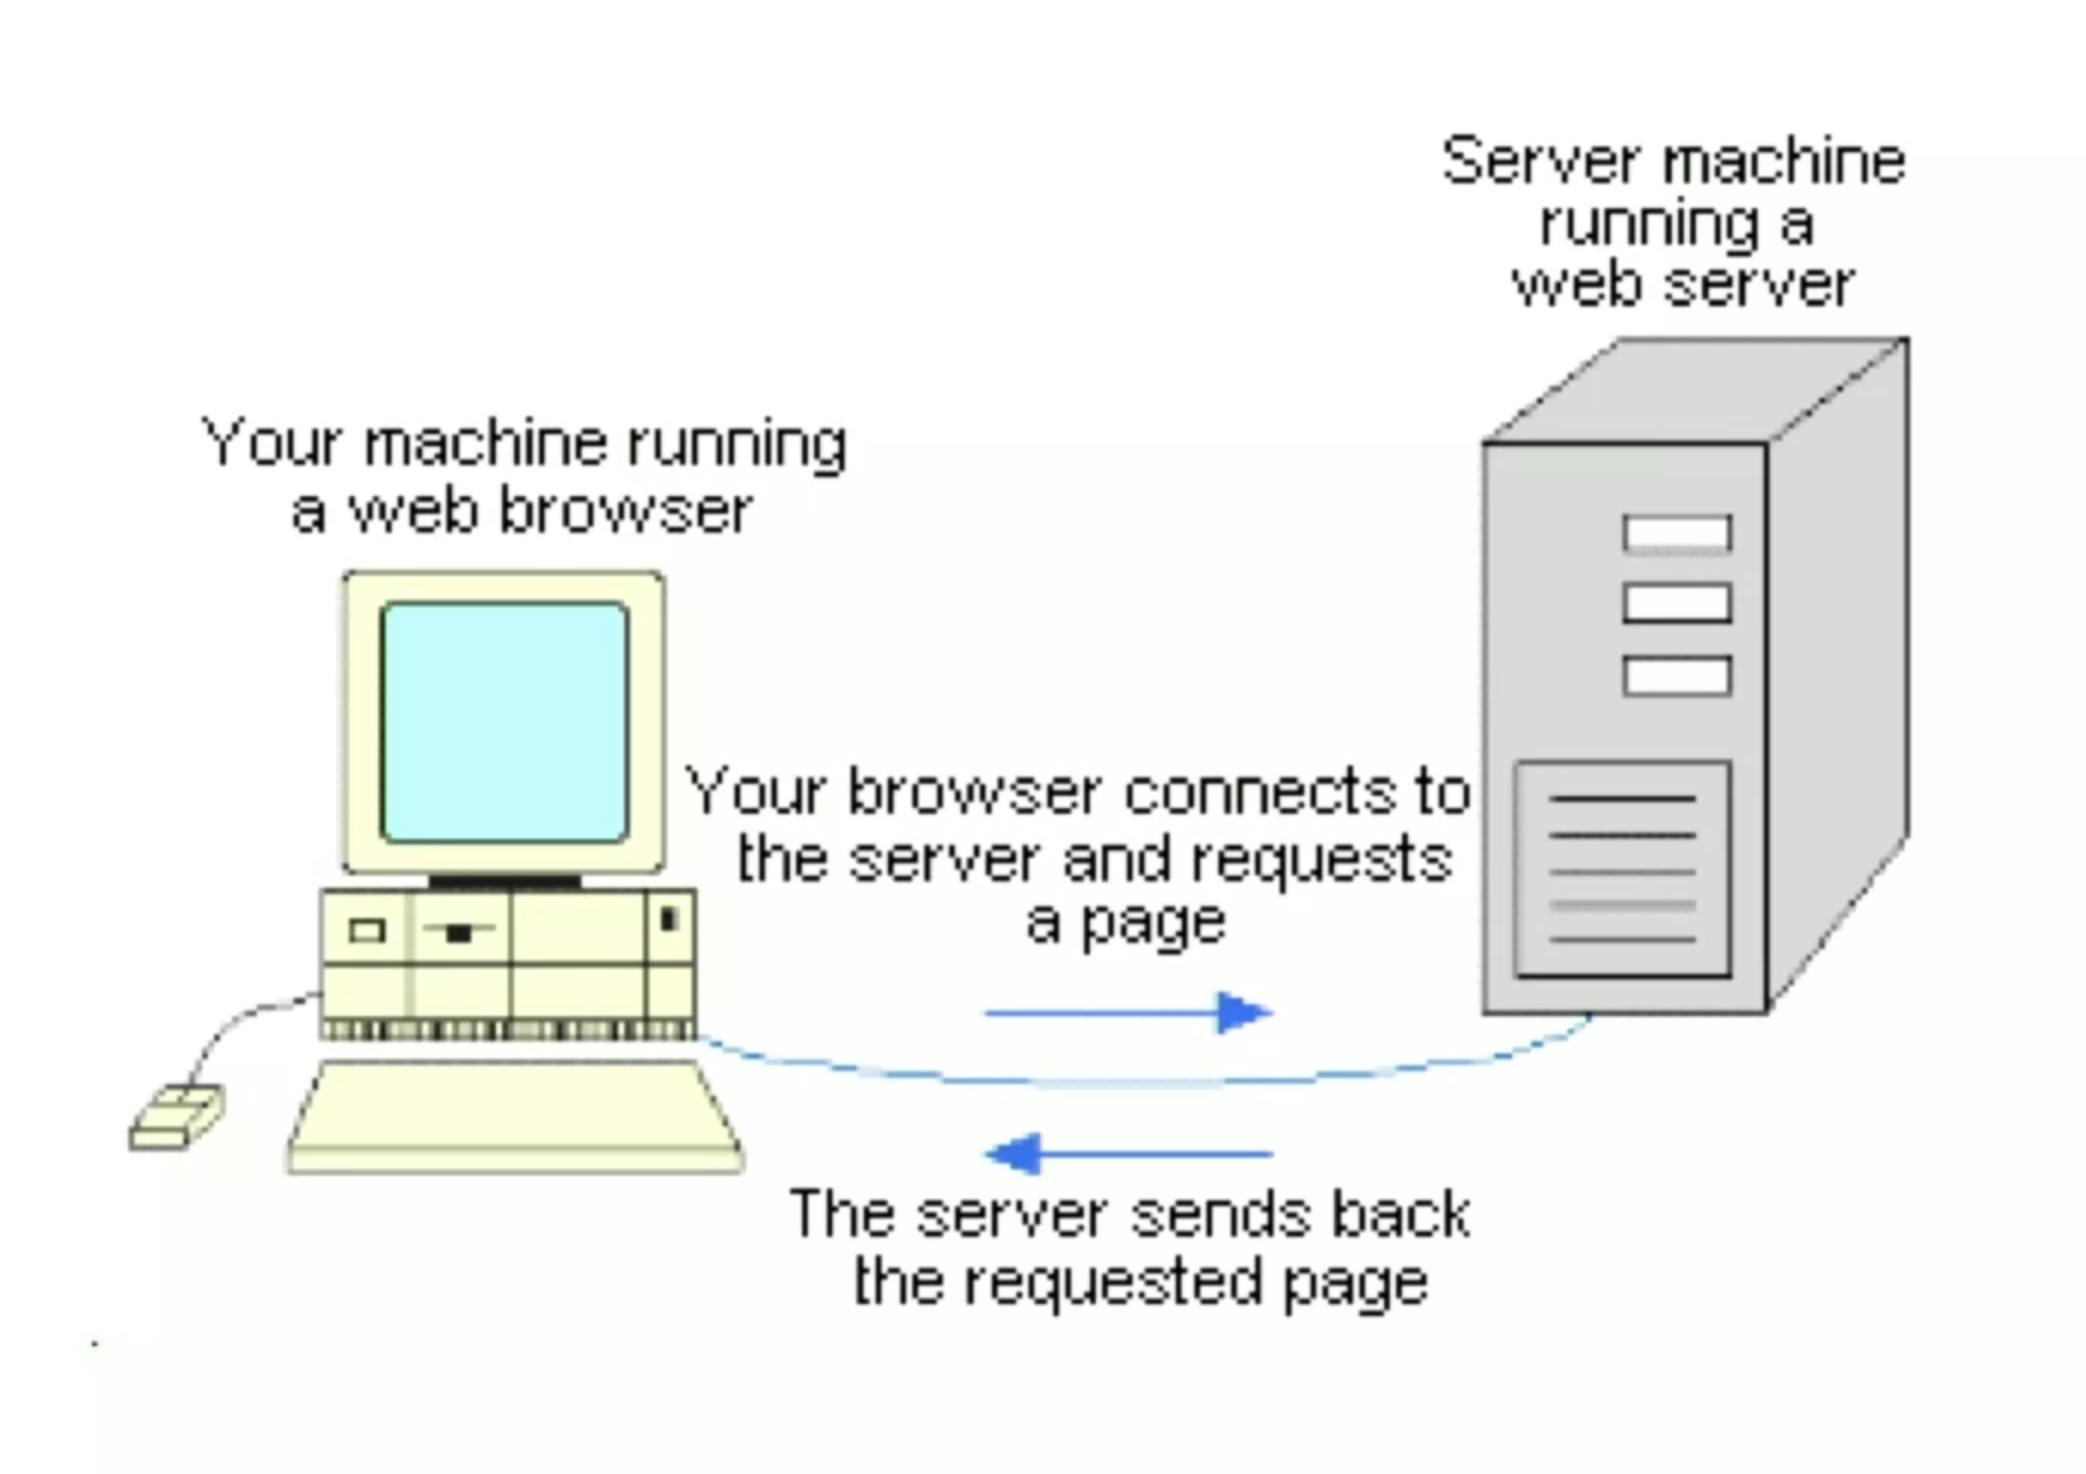 Server machine
running a
web server
Your machine running
a web browser
Your browser connects to
the server and requests
a page
The server sends back
the requested page